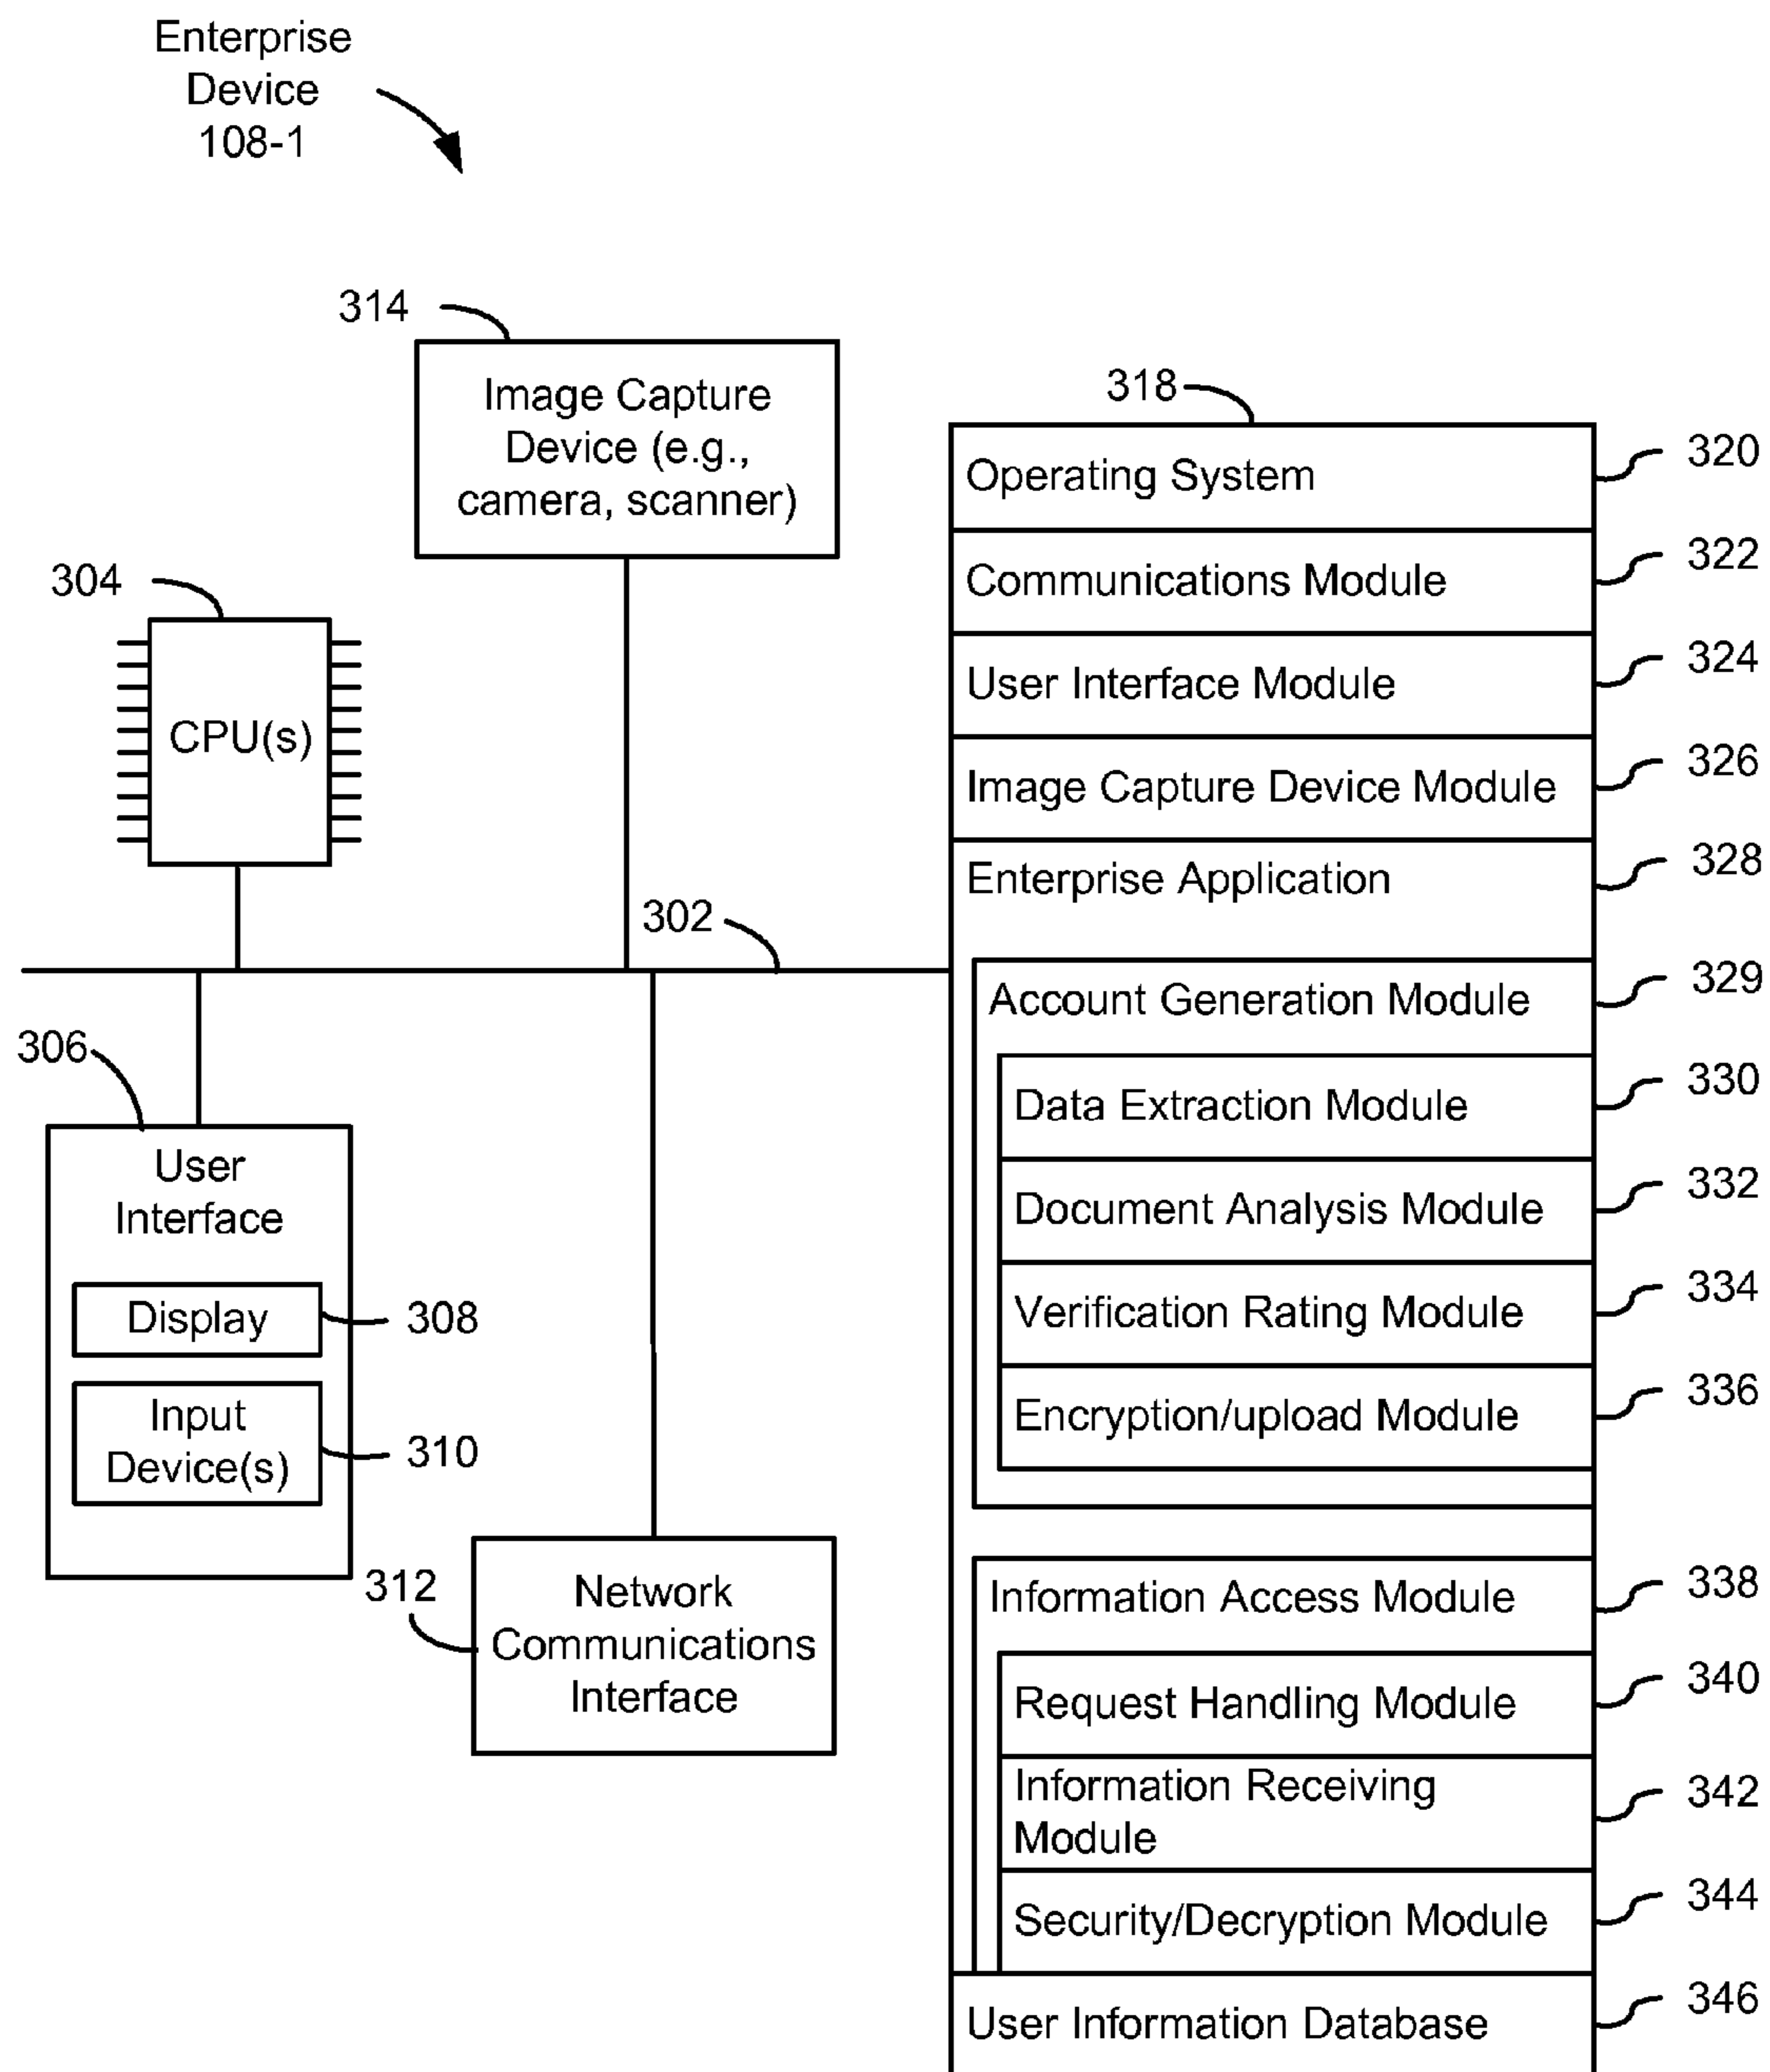 Enterprise
Device
108-1
314
Image Capture
Device (e.g.,
camera, scanner)
304
CPU(s)
302
306
User
Interface
Display
308
Input
Device(s)
310
312
Network
Communications
Interface
318
Operating System
320
Communications Module
322
User Interface Module
324
Image Capture Device Module
326
Enterprise Application
328
Account Generation Module
329
Data Extraction Module
330
Document Analysis Module
332
Verification Rating Module
334
Encryption/upload Module
336
Information Access Module
338
Request Handling Module
340
Information Receiving
Module
342
Security/Decryption Module
344
User Information Database
346